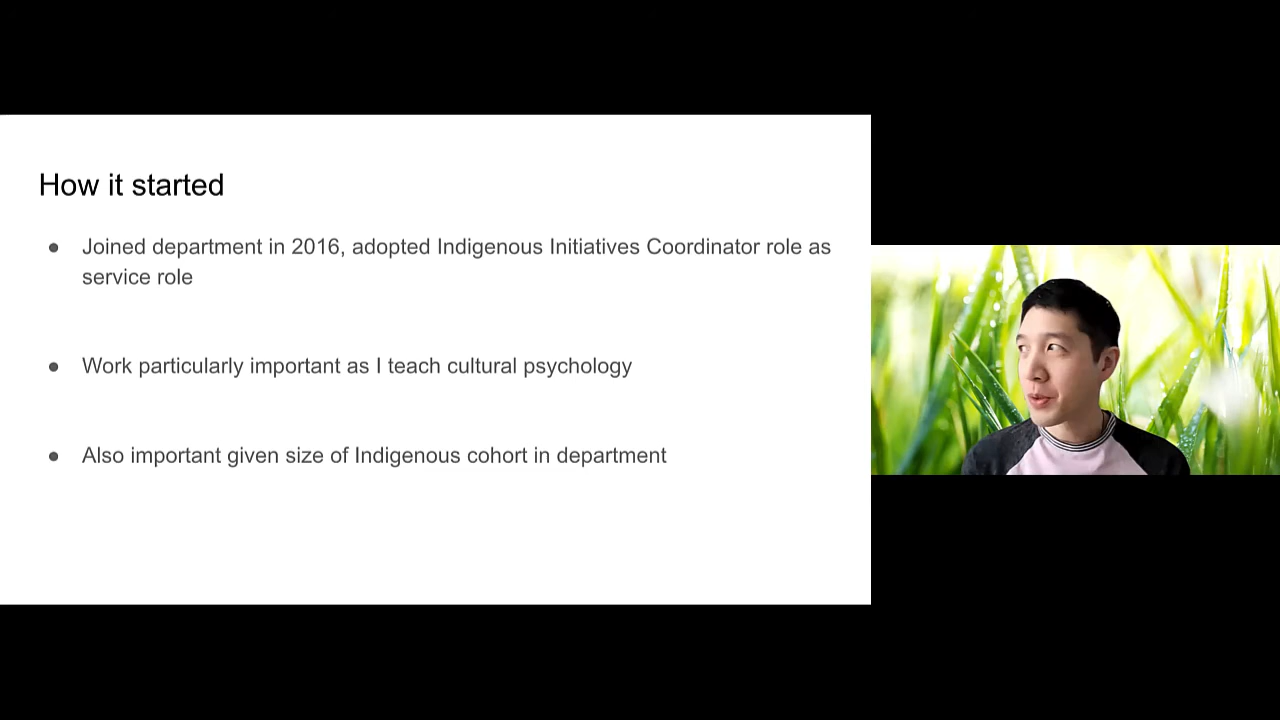 How it started
● Joined department in 2016, adopted Indigenous Initiatives Coordinator role as
service role
● Work particularly important as I teach cultural psychology
● Also important given size of Indigenous cohort in department